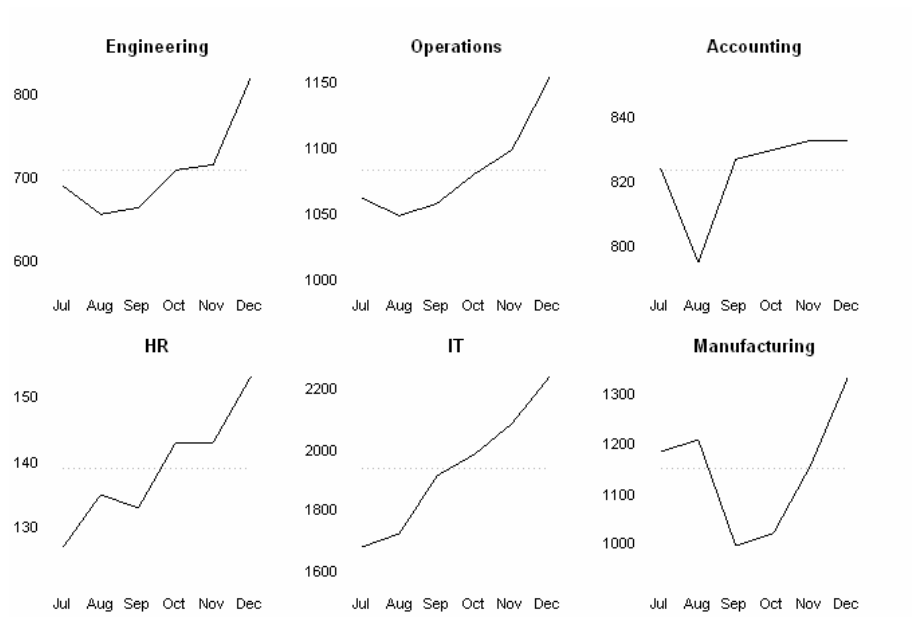 Engineering
800
700
600
Jul Aug Sep Oct Nov Dec
Operations
1150
1100
1050
1000
Jul Aug Sep Oct Nov Dec
Accounting
840
820
800
Jul Aug Sep Oct Nov Dec
HR
150
140
130
Jul Aug Sep Oct Nov Dec
IT
2200
2000
1800
1600
Jul Aug Sep Oct Nov Dec
Manufacturing
1300
1200
1100
1000
Jul Aug Sep Oct Nov Dec